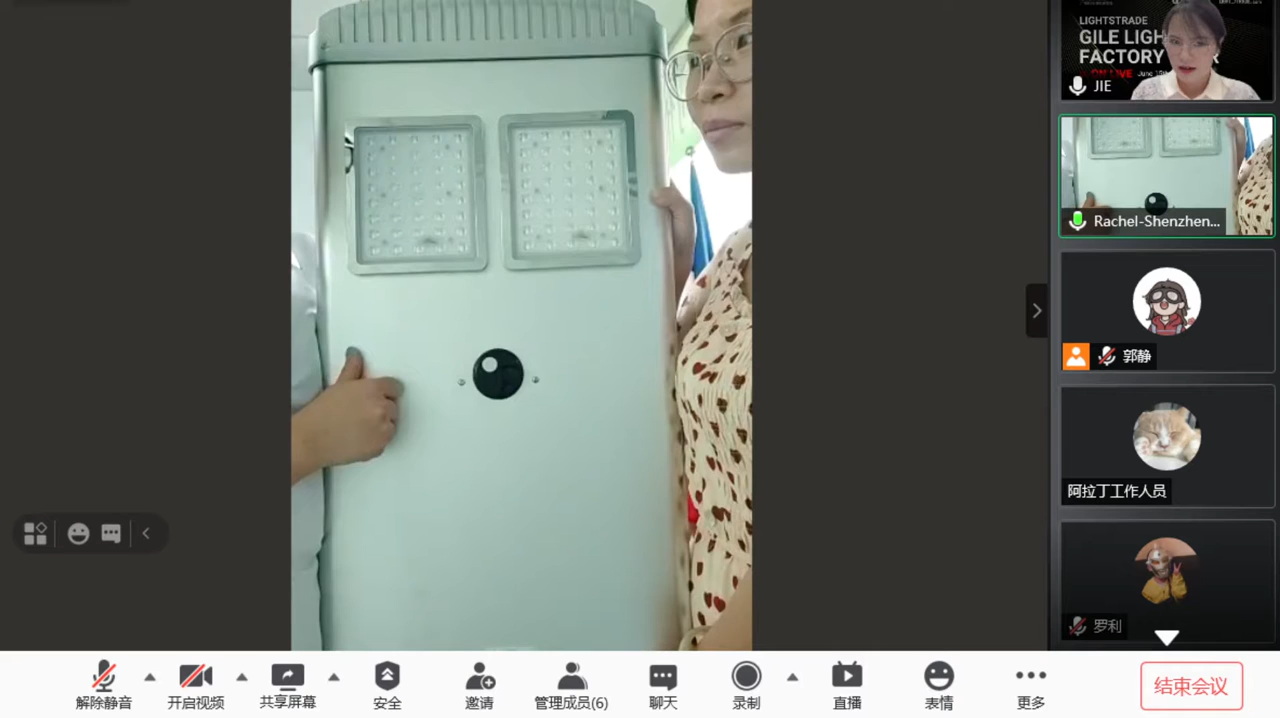 LIGHTSTRADE
GILE LIGH
FACTORY
ON LIVE
JIE
Rachel-Shenzhen...
郭静
阿拉丁工作人员
罗利
解除静音
开启视频
共享屏幕
安全
邀请
管理成员(6)
聊天
录制
直播
表情
更多
结束会议